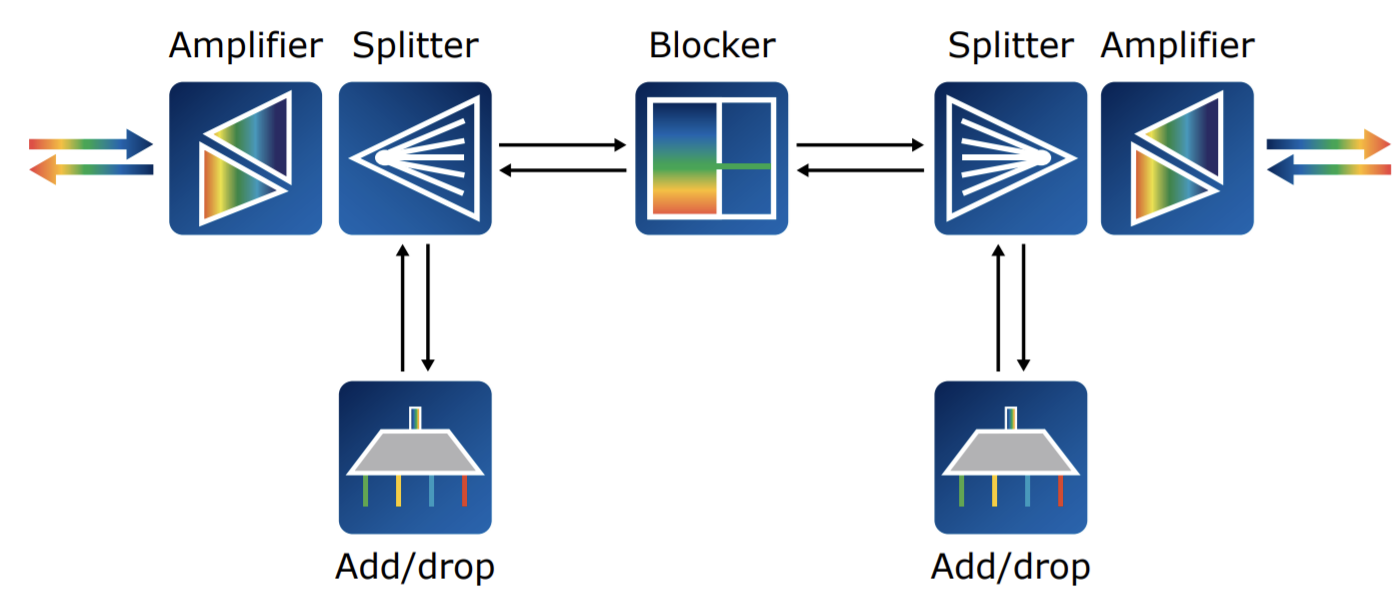 Amplifier
Splitter
Blocker
Splitter
Amplifier
Add/drop
Add/drop